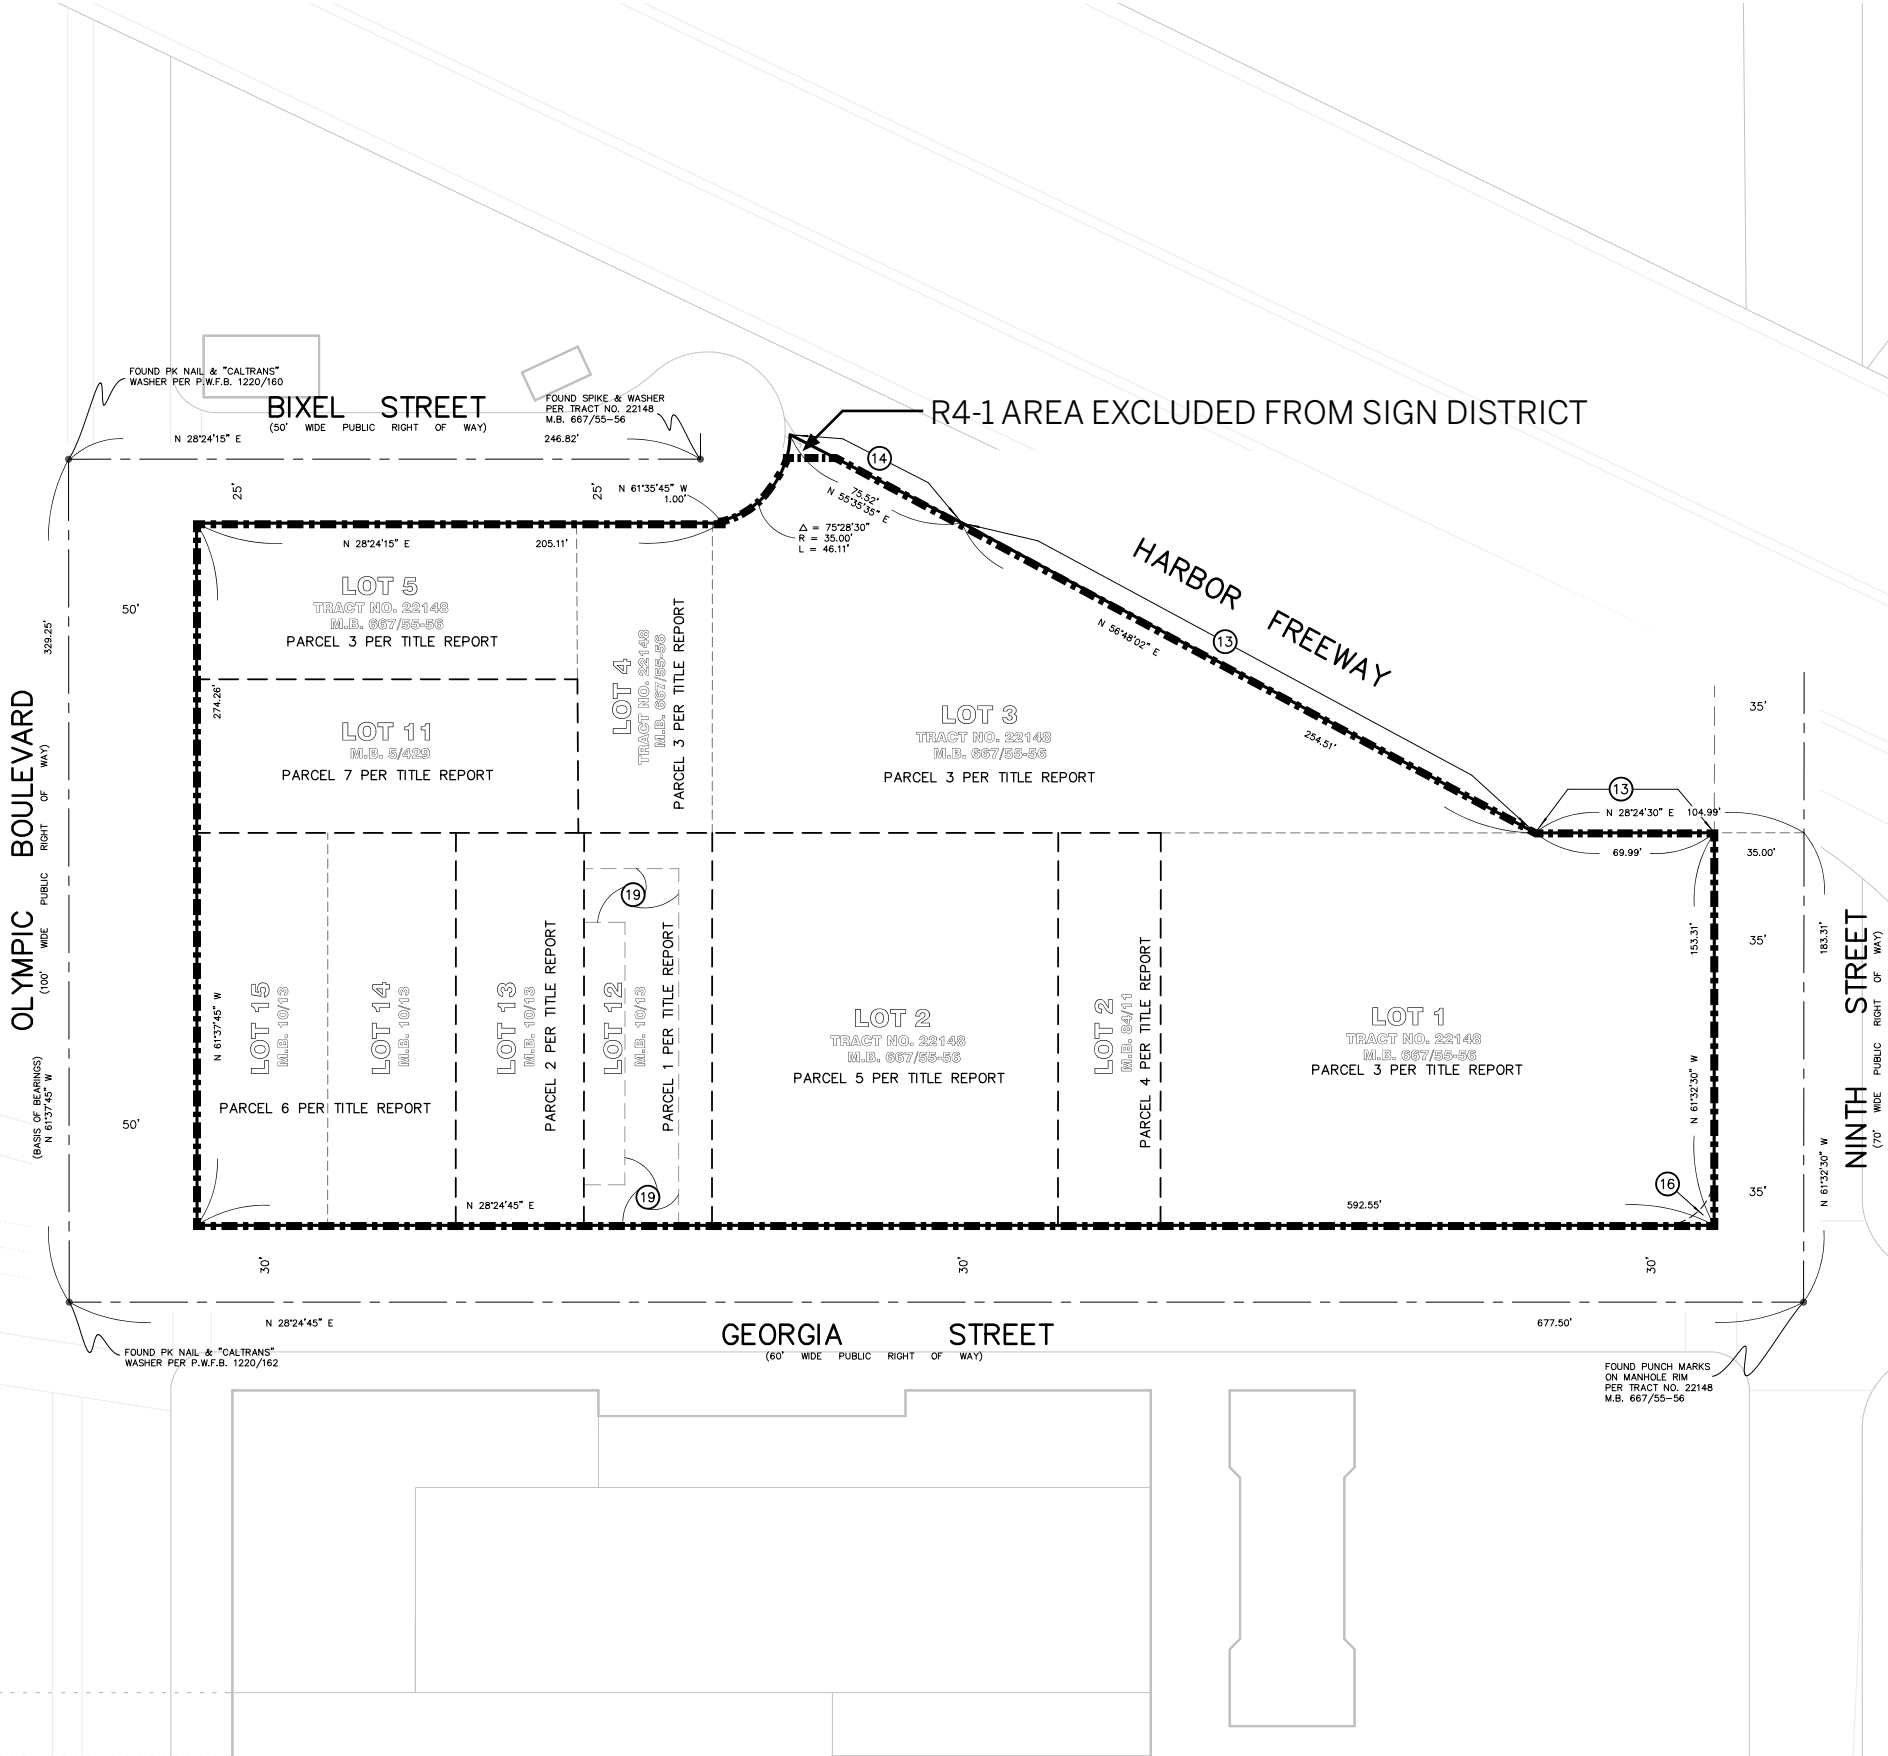 FOUND PK NAIL & "CALTRANS"
WASHER PER P.W.F.B. 1220/160
BIXEL STREET
(50' WIDE PUBLIC RIGHT OF WAY)
FOUND SPIKE & WASHER
PER TRACT NO. 22148
M.B. 667/55-56
R4-1 AREA EXCLUDED FROM SIGN DISTRICT
N 28°24'15" E
246.82'
14
25'
25'
N 61°35'45" W
1.00'
75.52'
N 55°35'35" E
Δ = 75°28'30"
R = 35.00'
L = 46.11'
N 28°24'15" E
205.11'
HARBOR FREEWAY
13
N 56°48'02" E
254.51'
LOT 5
TRACT NO. 22148
M.B. 667/55-56
PARCEL 3 PER TITLE REPORT
50'
329.25'
274.26'
LOT 4
TRACT NO. 22148
M.B. 667/55-56
PARCEL 3 PER TITLE REPORT
LOT 11
M.B. 5/429
PARCEL 7 PER TITLE REPORT
LOT 3
TRACT NO. 22148
M.B. 667/55-56
PARCEL 3 PER TITLE REPORT
35'
13
N 28°24'30" E
104.99'
69.99'
35.00'
OLYMPIC BOULEVARD
(100' WIDE PUBLIC RIGHT OF WAY)
(BASIS OF BEARINGS)
N 61°37'45" W
50'
N 61°37'45" W
LOT 15
M.B. 10/13
LOT 14
M.B. 10/13
PARCEL 6 PER TITLE REPORT
LOT 13
M.B. 10/13
PARCEL 2 PER TITLE REPORT
19
LOT 12
M.B. 10/13
PARCEL 1 PER TITLE REPORT
19
LOT 2
TRACT NO. 22148
M.B. 667/55-56
PARCEL 5 PER TITLE REPORT
LOT 2
M.B. 84/11
PARCEL 4 PER TITLE REPORT
LOT 1
TRACT NO. 22148
M.B. 667/55-56
PARCEL 3 PER TITLE REPORT
153.31'
N 61°32'30" W
35'
183.31'
N 61°32'30" W
NINTH STREET
(70' WIDE PUBLIC RIGHT OF WAY)
16
35'
N 28°24'45" E
592.55'
30'
30'
30'
N 28°24'45" E
677.50'
GEORGIA STREET
(60' WIDE PUBLIC RIGHT OF WAY)
FOUND PK NAIL & "CALTRANS"
WASHER PER P.W.F.B. 1220/162
FOUND PUNCH MARKS
ON MANHOLE RIM
PER TRACT NO. 22148
M.B. 667/55-56